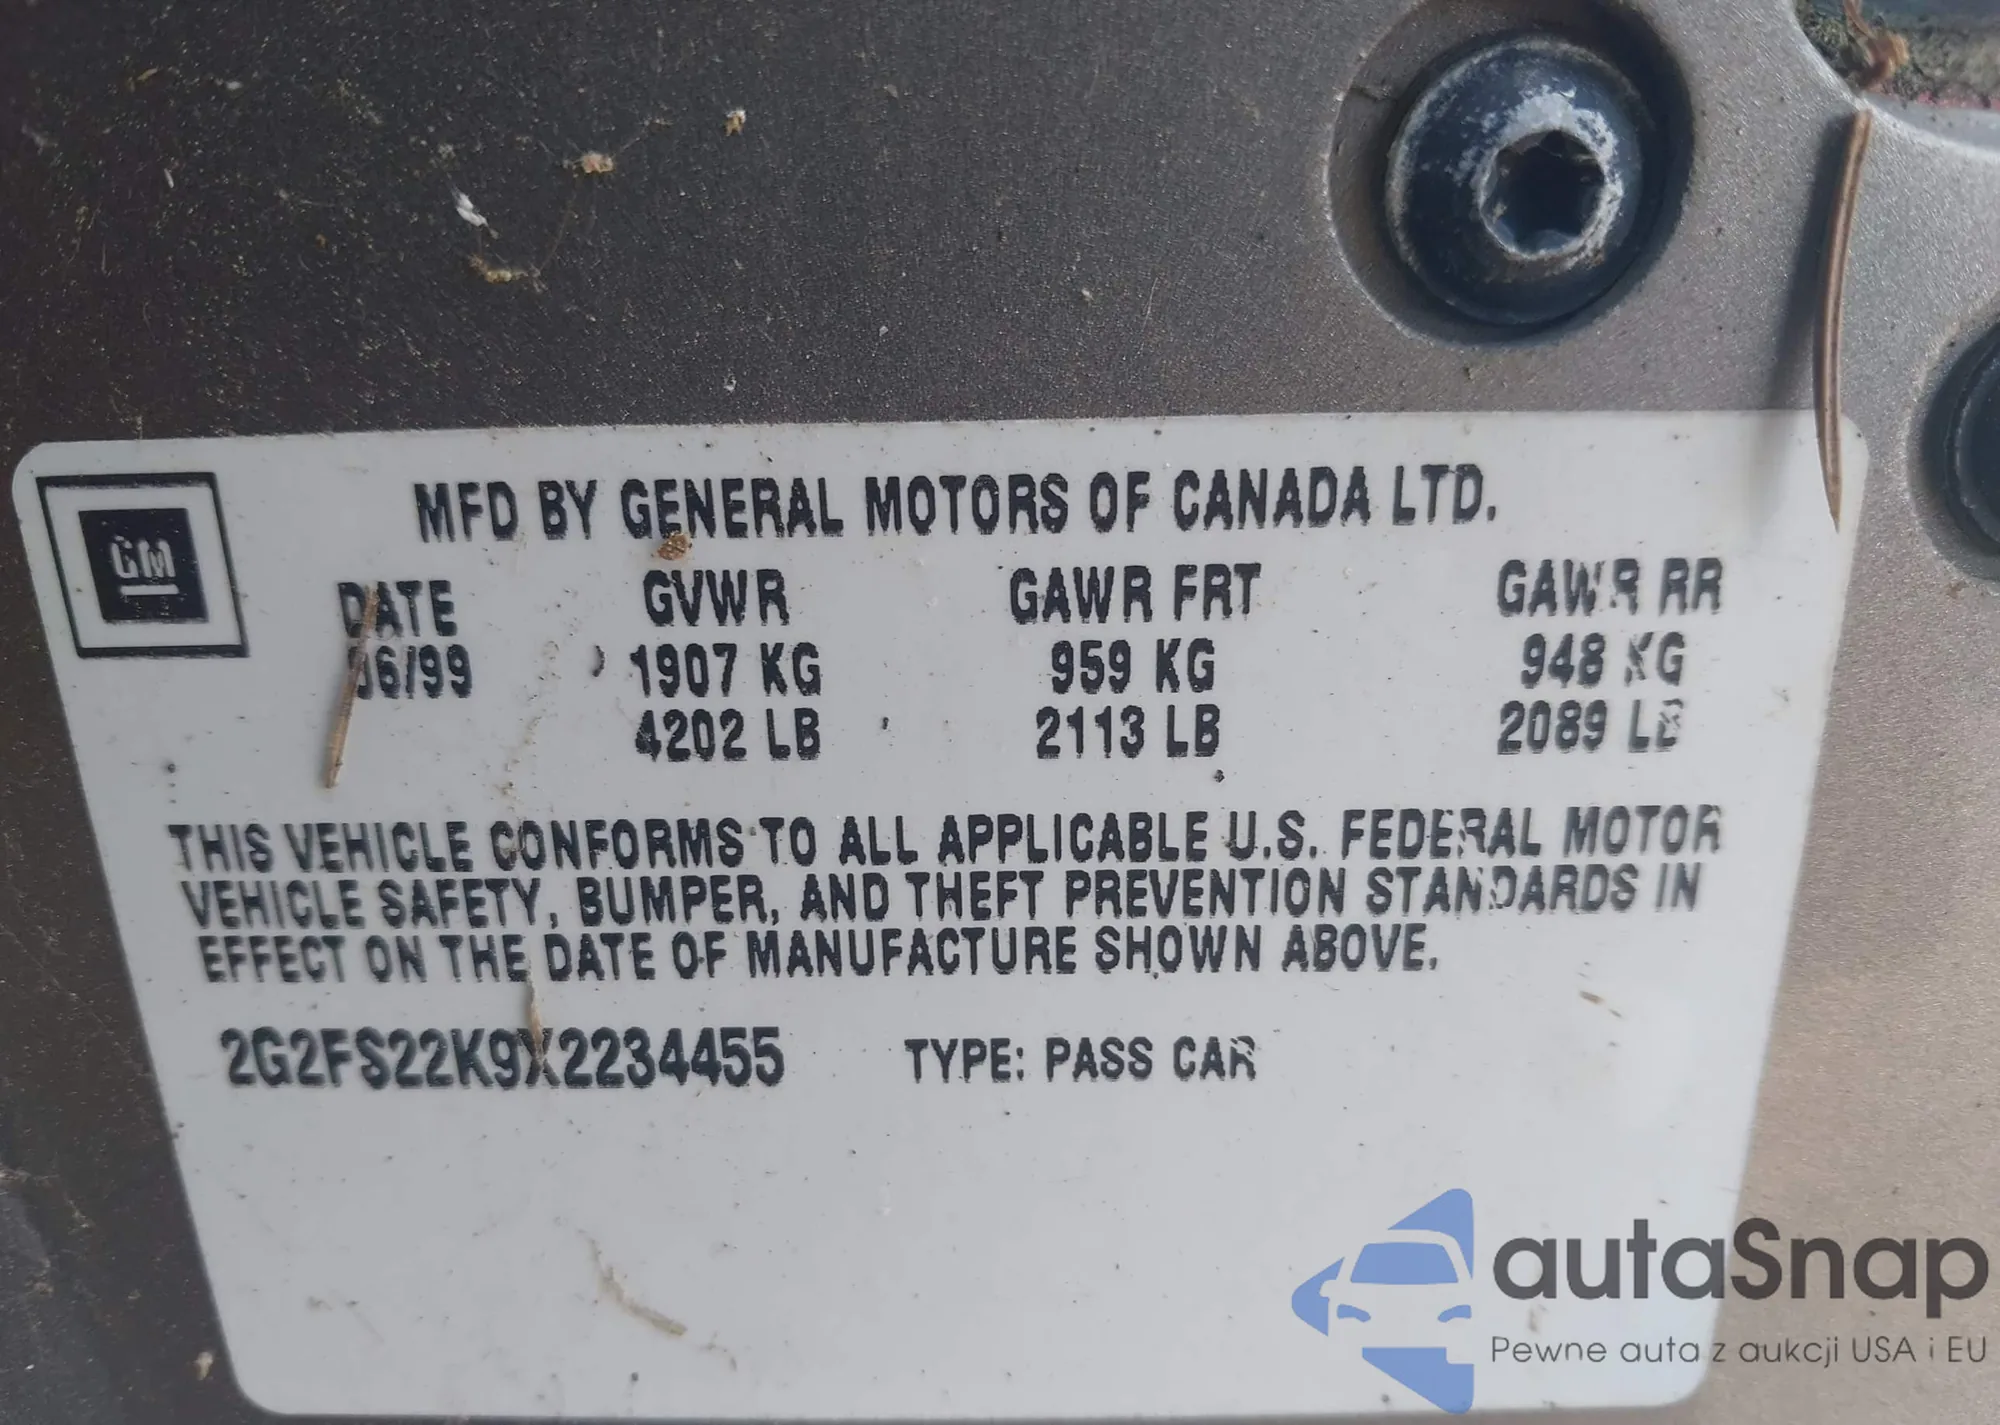 GM
MFD BY GENERAL MOTORS OF CANADA LTD.
DATE GVWR GAWR FRT GAWR RR
06/99 1907 KG 959 KG 948 KG
4202 LB 2113 LB 2089 LB
THIS VEHICLE CONFORMS TO ALL APPLICABLE U.S. FEDERAL MOTOR
VEHICLE SAFETY, BUMPER, AND THEFT PREVENTION STANDARDS IN
EFFECT ON THE DATE OF MANUFACTURE SHOWN ABOVE.
2G2FS22K9X2234455 TYPE: PASS CAR
autaSnap
Pewne auta z aukcji USA i EU